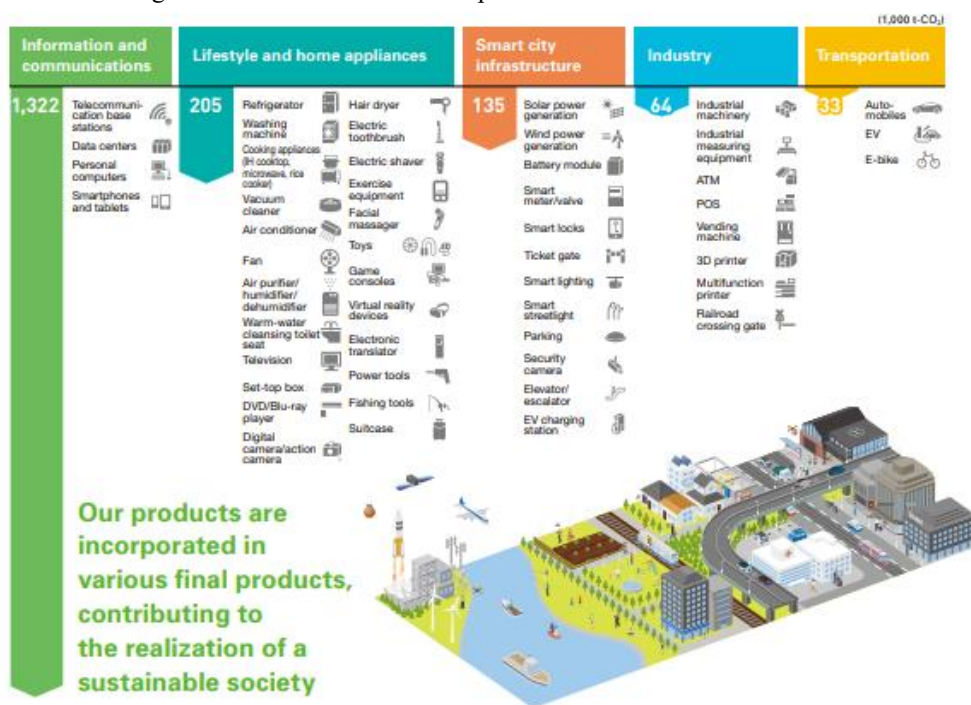 (1,000 t-CO₂)
Information and
communications
Lifestyle and home appliances
Smart city
infrastructure
Industry
Transportation
1,322
Telecommuni-
cation base
stations
Data centers
Personal
computers
Smartphones
and tablets
205
Refrigerator
Washing
machine
Cooking appliances
(IH cooktop,
microwave, rice
cooker)
Vacuum
cleaner
Air conditioner
Fan
Air purifier/
humidifier/
dehumidifier
Warm-water
cleansing toilet
seat
Television
Set-top box
DVD/Blu-ray
player
Digital
camera/action
camera
Hair dryer
Electric
toothbrush
Electric shaver
Exercise
equipment
Facial
massager
Toys
Game
consoles
Virtual reality
devices
Electronic
translator
Power tools
Fishing tools
Suitcase
135
Solar power
generation
Wind power
generation
Battery module
Smart
meter/valve
Smart locks
Ticket gate
Smart lighting
Smart
streetlight
Parking
Security
camera
Elevator/
escalator
EV charging
station
64
Industrial
machinery
Industrial
measuring
equipment
ATM
POS
Vending
machine
3D printer
Multifunction
printer
Railroad
crossing gate
33
Auto-
mobiles
EV
E-bike
Our products are
incorporated in
various final products,
contributing to
the realization of a
sustainable society